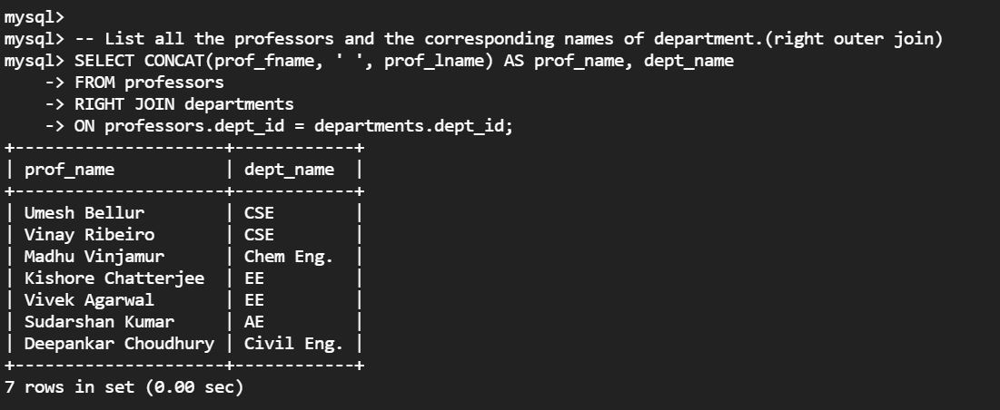 mysql>
mysql> -- List all the professors and the corresponding names of department.(right outer join)
mysql> SELECT CONCAT(prof_fname, ' ', prof_lname) AS prof_name, dept_name
    -> FROM professors
    -> RIGHT JOIN departments
    -> ON professors.dept_id = departments.dept_id;
+---------------------+------------+
| prof_name           | dept_name  |
+---------------------+------------+
| Umesh Bellur        | CSE        |
| Vinay Ribeiro       | CSE        |
| Madhu Vinjamur      | Chem Eng.  |
| Kishore Chatterjee  | EE         |
| Vivek Agarwal       | EE         |
| Sudarshan Kumar     | AE         |
| Deepankar Choudhury | Civil Eng. |
+---------------------+------------+
7 rows in set (0.00 sec)